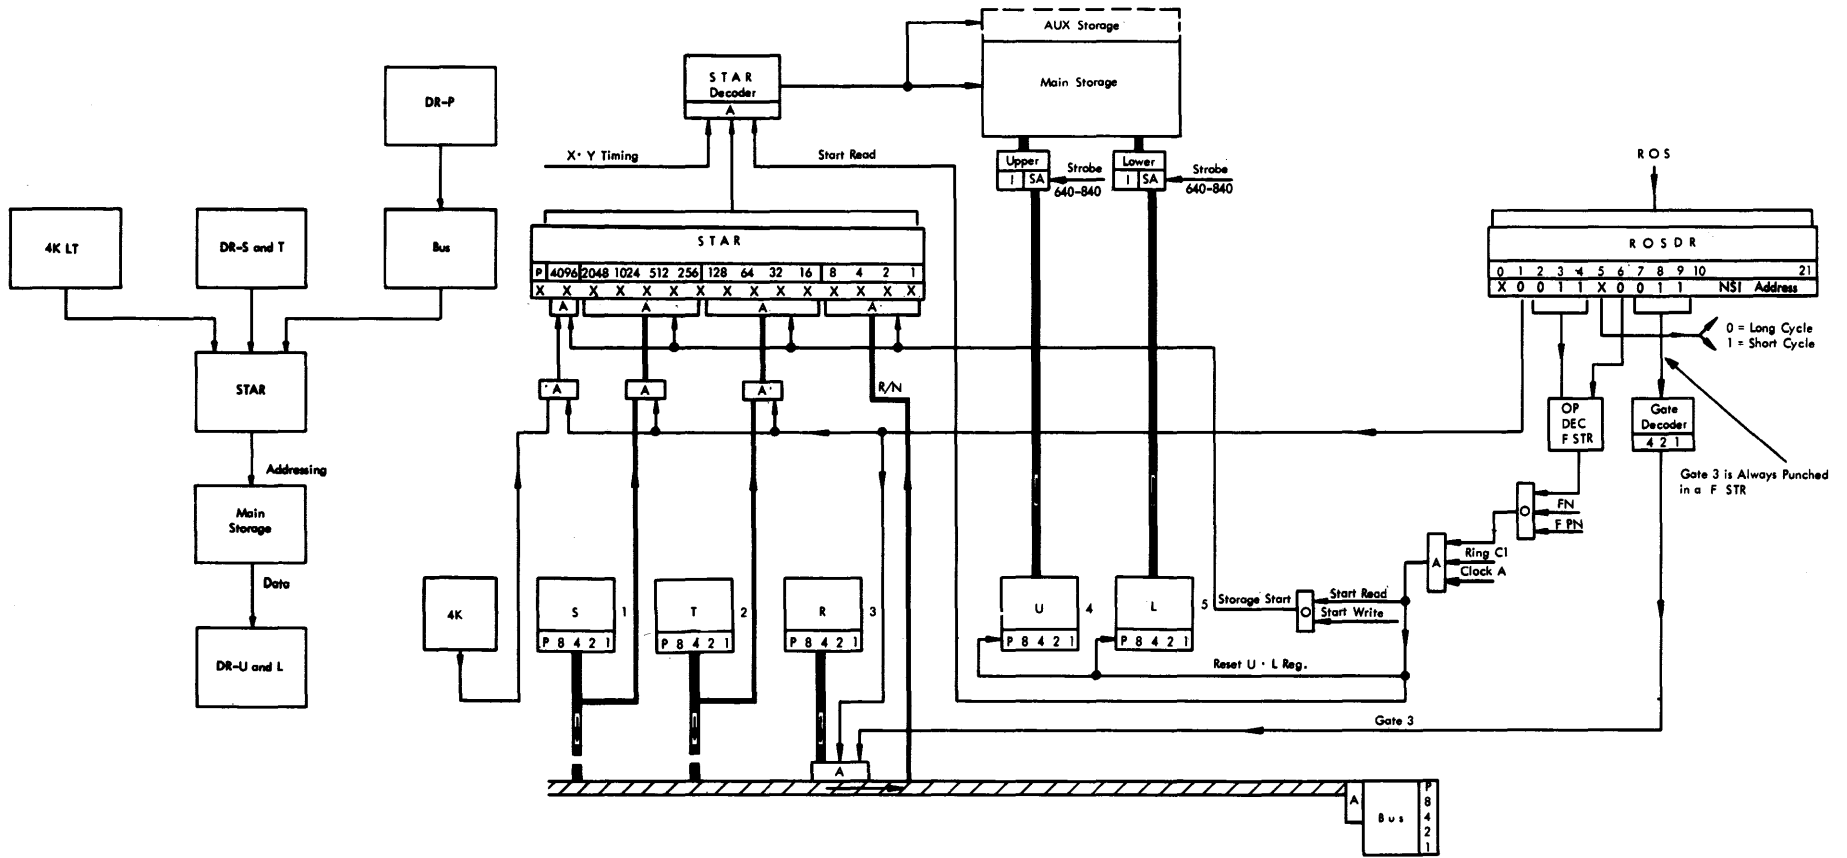 AUX Storage
Main Storage
S T A R
Decoder
A
DR-P
X · Y Timing
Start Read
Upper
I SA
Strobe
640-840
Lower
I SA
Strobe
640-840
R O S
4K LT
DR-S and T
Bus
S T A R
P 4096 2048 1024 512 256 128 64 32 16 8 4 2 1
X X X X X X X X X X X X X X
A A A A
R O S D R
0 1 2 3 4 5 6 7 8 9 10 21
X 0 0 1 1 X 0 0 1 1 NSI Address
0 = Long Cycle
1 = Short Cycle
STAR
A A A
R/N
OP
DEC
F STR
Gate
Decoder
4 2 1
Addressing
Gate 3 is Always Punched
in a F STR
Main
Storage
O
FN
F PN
A
Ring C1
Clock A
Data
4K
S 1
P 8 4 2 1
T 2
P 8 4 2 1
R 3
P 8 4 2 1
U 4
P 8 4 2 1
L 5
P 8 4 2 1
Storage Start
O
Start Read
Start Write
DR-U and L
Reset U · L Reg.
Gate 3
A
A
Bus
P
8
4
2
1